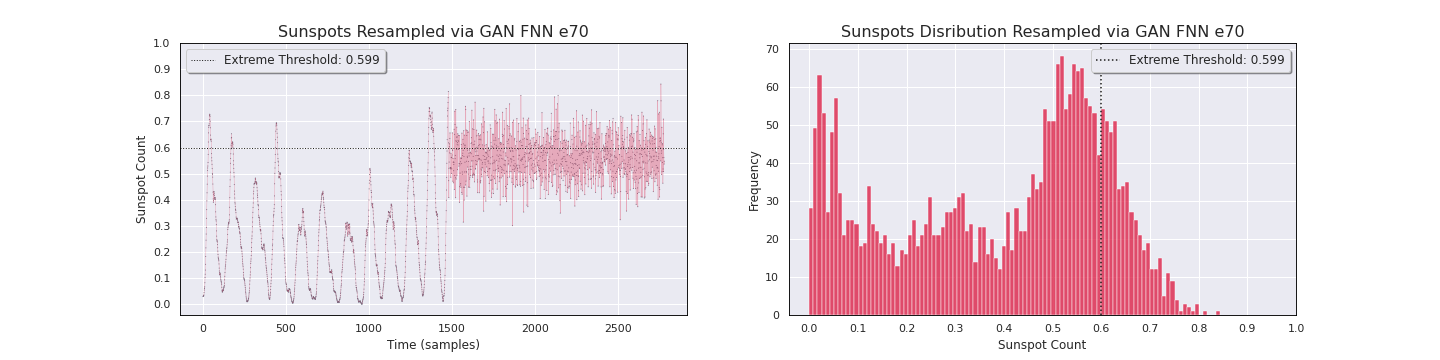 Sunspots Resampled via GAN FNN e70
Extreme Threshold: 0.599
Sunspot Count
1.0
0.9
0.8
0.7
0.6
0.5
0.4
0.3
0.2
0.1
0.0
0 500 1000 1500 2000 2500
Time (samples)
Sunspots Disribution Resampled via GAN FNN e70
Extreme Threshold: 0.599
Frequency
70
60
50
40
30
20
10
0
0.0 0.1 0.2 0.3 0.4 0.5 0.6 0.7 0.8 0.9 1.0
Sunspot Count